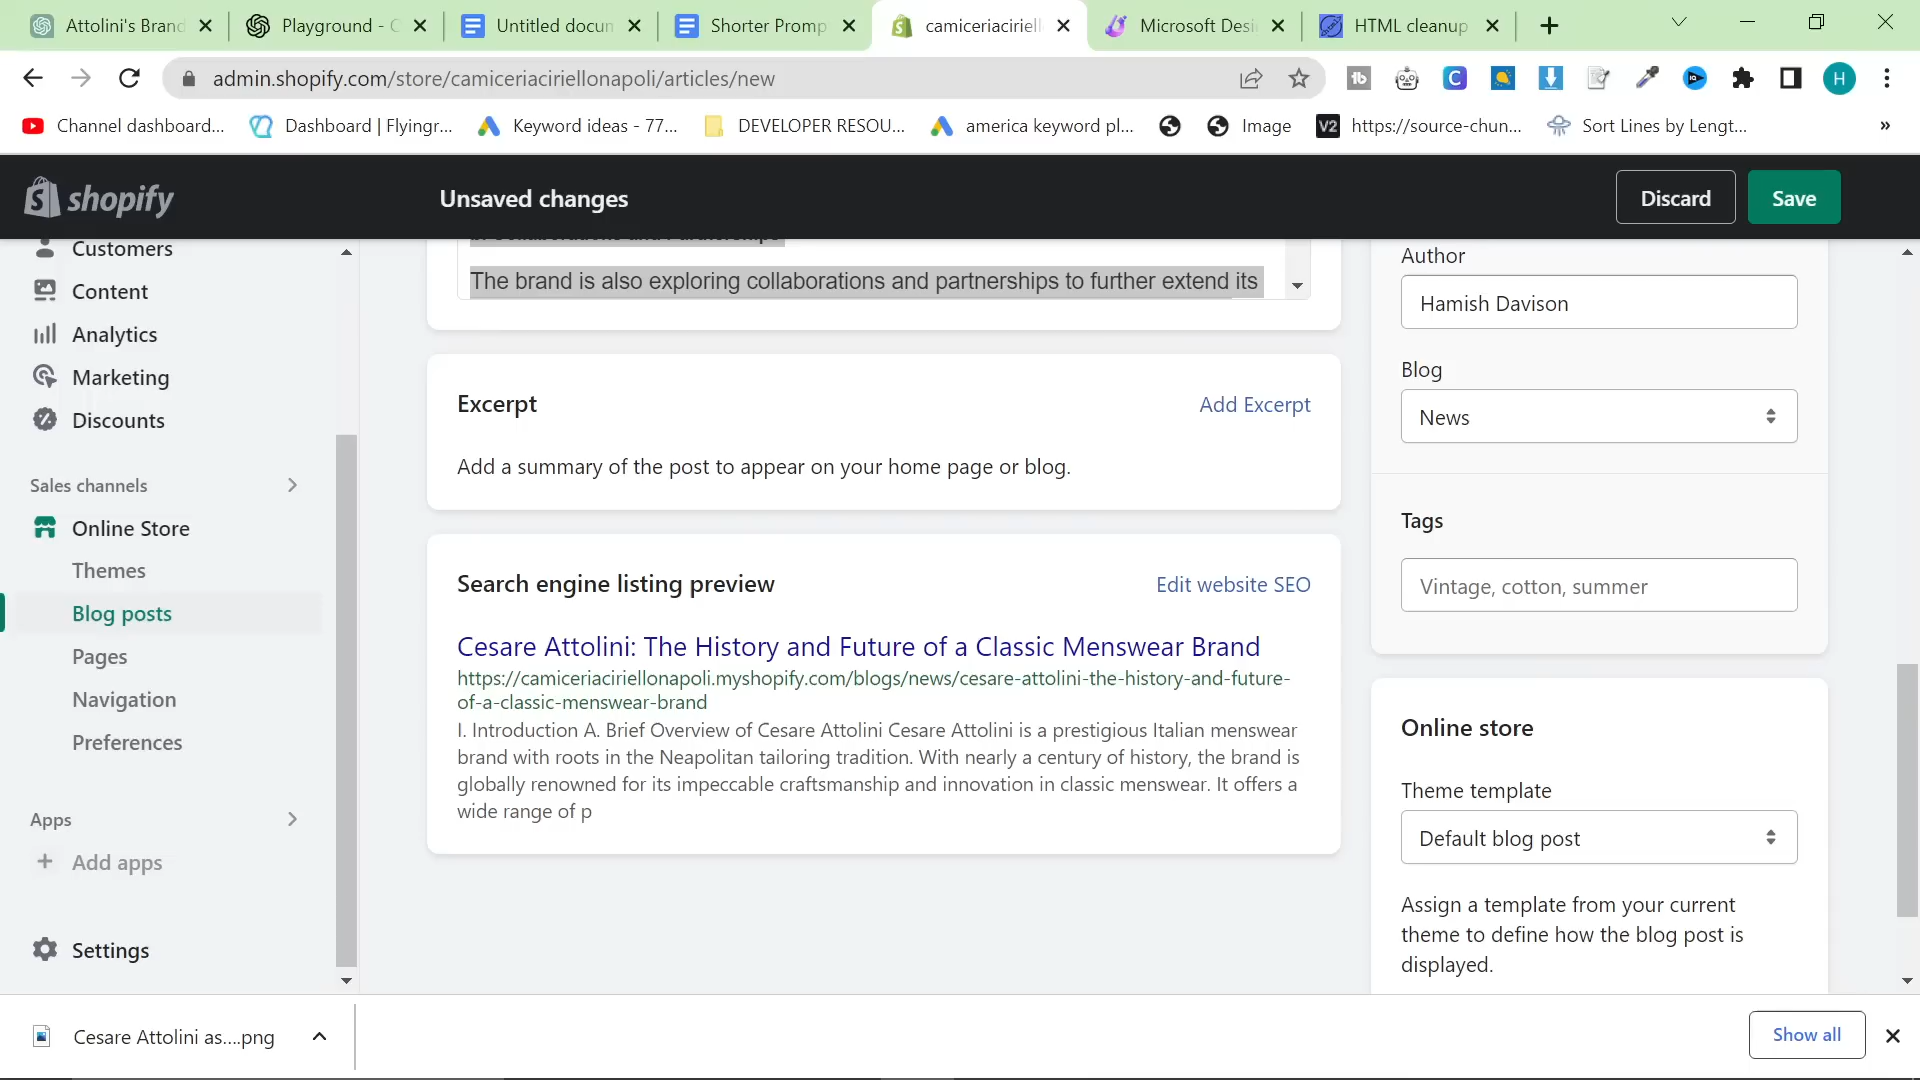 Attolini's Brand
Playground - 
Untitled docun
Shorter Promp
camiceriaciriell
Microsoft Desi
HTML cleanup
admin.shopify.com/store/camiceriaciriellonapoli/articles/new
Channel dashboard...
Dashboard | Flyingr...
Keyword ideas - 77...
DEVELOPER RESOU...
america keyword pl...
Image
V2
https://source-chun...
Sort Lines by Lengt...
»
shopify
Unsaved changes
Discard
Save
Customers
Content
Analytics
Marketing
Discounts
Sales channels
Online Store
Themes
Blog posts
Pages
Navigation
Preferences
Apps
Add apps
Settings
The brand is also exploring collaborations and partnerships to further extend its
Excerpt
Add Excerpt
Add a summary of the post to appear on your home page or blog.
Search engine listing preview
Edit website SEO
Cesare Attolini: The History and Future of a Classic Menswear Brand
https://camiceriaciriellonapoli.myshopify.com/blogs/news/cesare-attolini-the-history-and-future-
of-a-classic-menswear-brand
I. Introduction A. Brief Overview of Cesare Attolini Cesare Attolini is a prestigious Italian menswear
brand with roots in the Neapolitan tailoring tradition. With nearly a century of history, the brand is
globally renowned for its impeccable craftsmanship and innovation in classic menswear. It offers a
wide range of p
Author
Hamish Davison
Blog
News
Tags
Vintage, cotton, summer
Online store
Theme template
Default blog post
Assign a template from your current
theme to define how the blog post is
displayed.
Cesare Attolini as....png
Show all